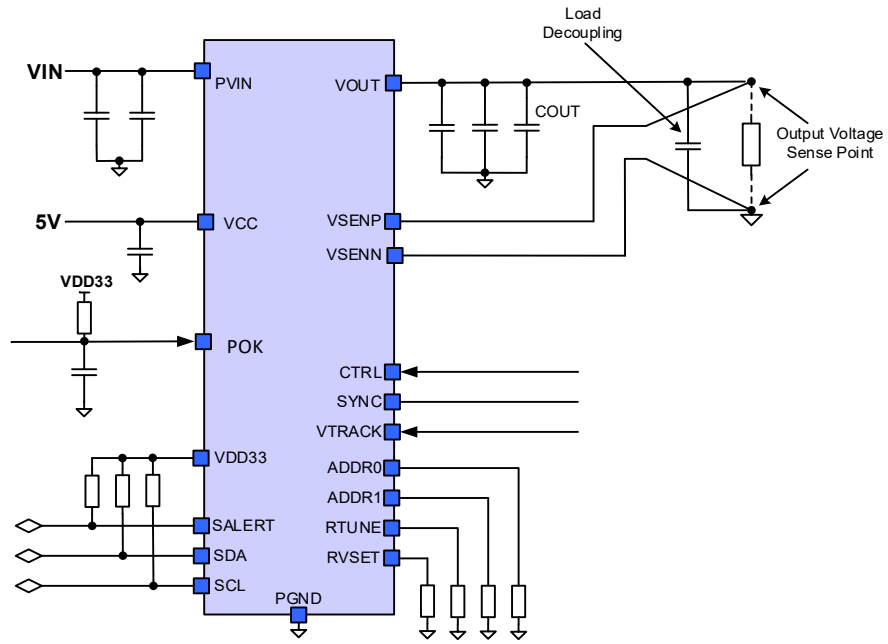 Load
Decoupling
VIN
PVIN
VOUT
COUT
Output Voltage
Sense Point
5V
VCC
VSENP
VSENN
VDD33
POK
CTRL
SYNC
VTRACK
VDD33
ADDR0
ADDR1
SALERT
RTUNE
SDA
RVSET
SCL
PGND